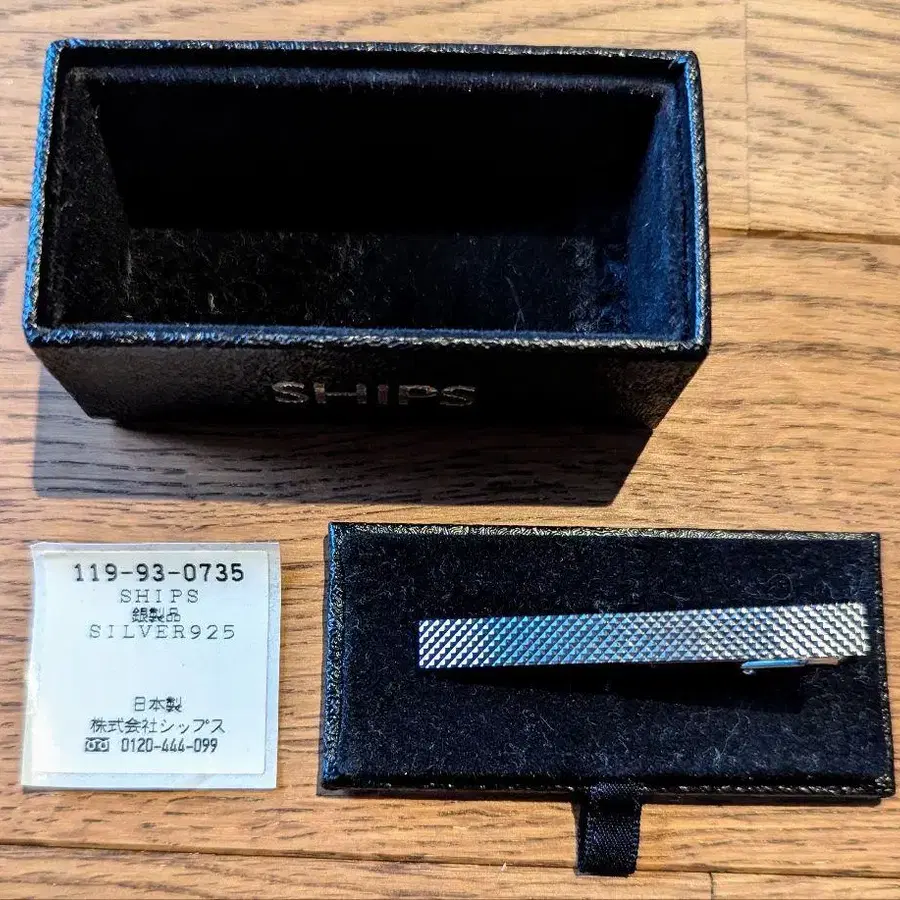 SHIPS
119-93-0735
SHIPS
銀製品
SILVER925
日本製
株式会社シップス
0120-444-099